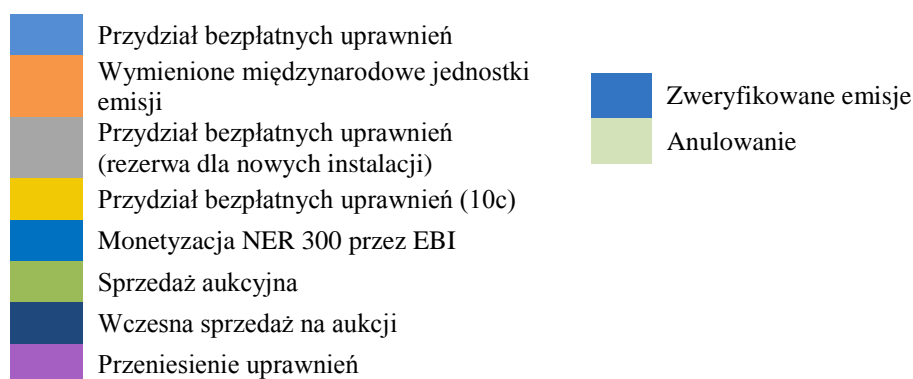 Przydział bezpłatnych uprawnień
Wymienione międzynarodowe jednostki
emisji
Przydział bezpłatnych uprawnień
(rezerwa dla nowych instalacji)
Przydział bezpłatnych uprawnień (10c)
Monetyzacja NER 300 przez EBI
Sprzedaż aukcyjna
Wczesna sprzedaż na aukcji
Przeniesienie uprawnień
Zweryfikowane emisje
Anulowanie